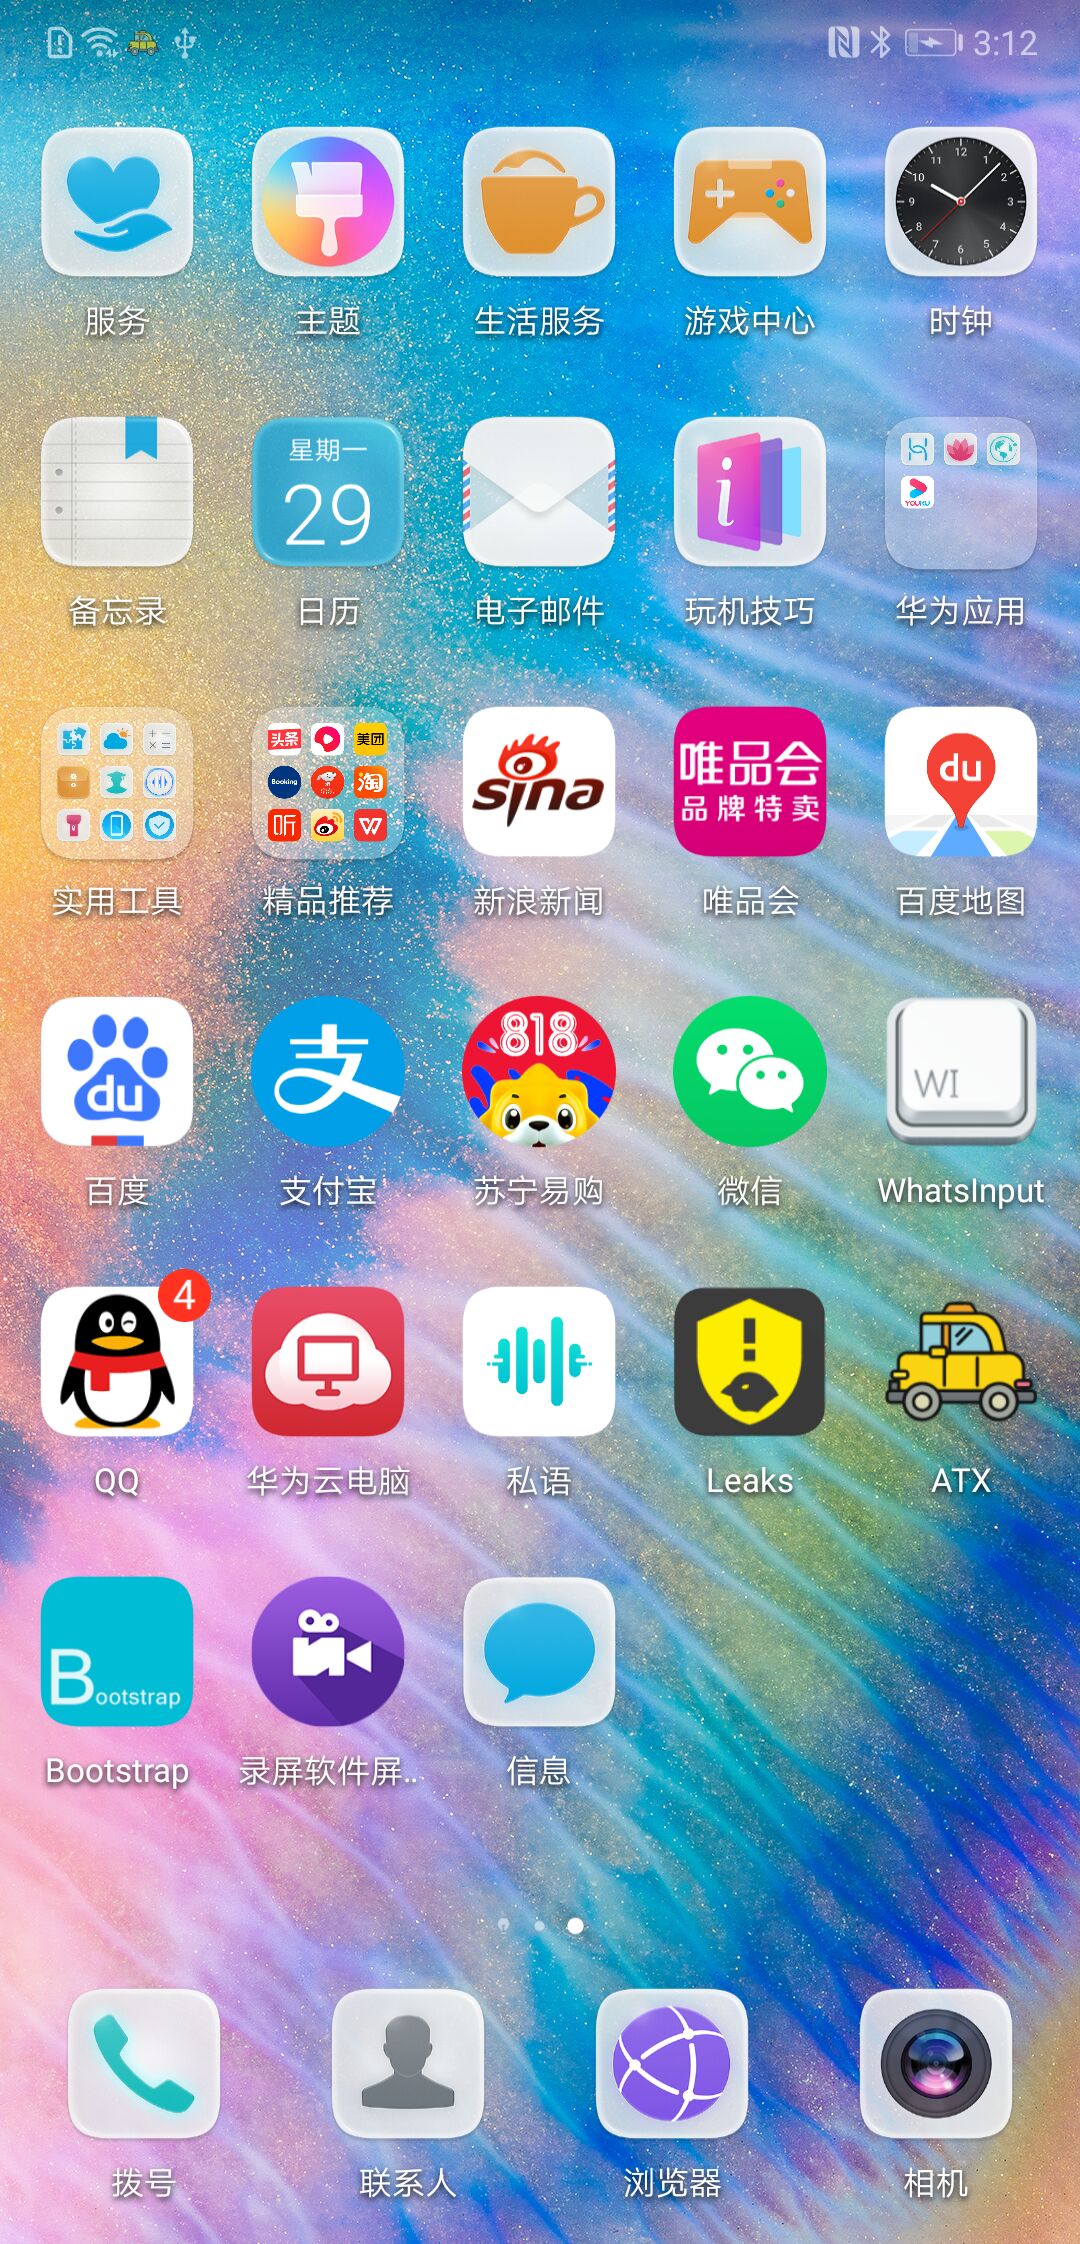 3:12
服务
主题
生活服务
游戏中心
时钟
星期一
29
备忘录
日历
电子邮件
玩机技巧
YOUKU
华为应用
头条
美团
Booking
淘
听
sina
唯品会
品牌特卖
du
实用工具
精品推荐
新浪新闻
唯品会
百度地图
du
支
818
WI
百度
支付宝
苏宁易购
微信
WhatsInput
4
QQ
华为云电脑
私语
Leaks
ATX
Bootstrap
Bootstrap
录屏软件屏..
信息
拨号
联系人
浏览器
相机